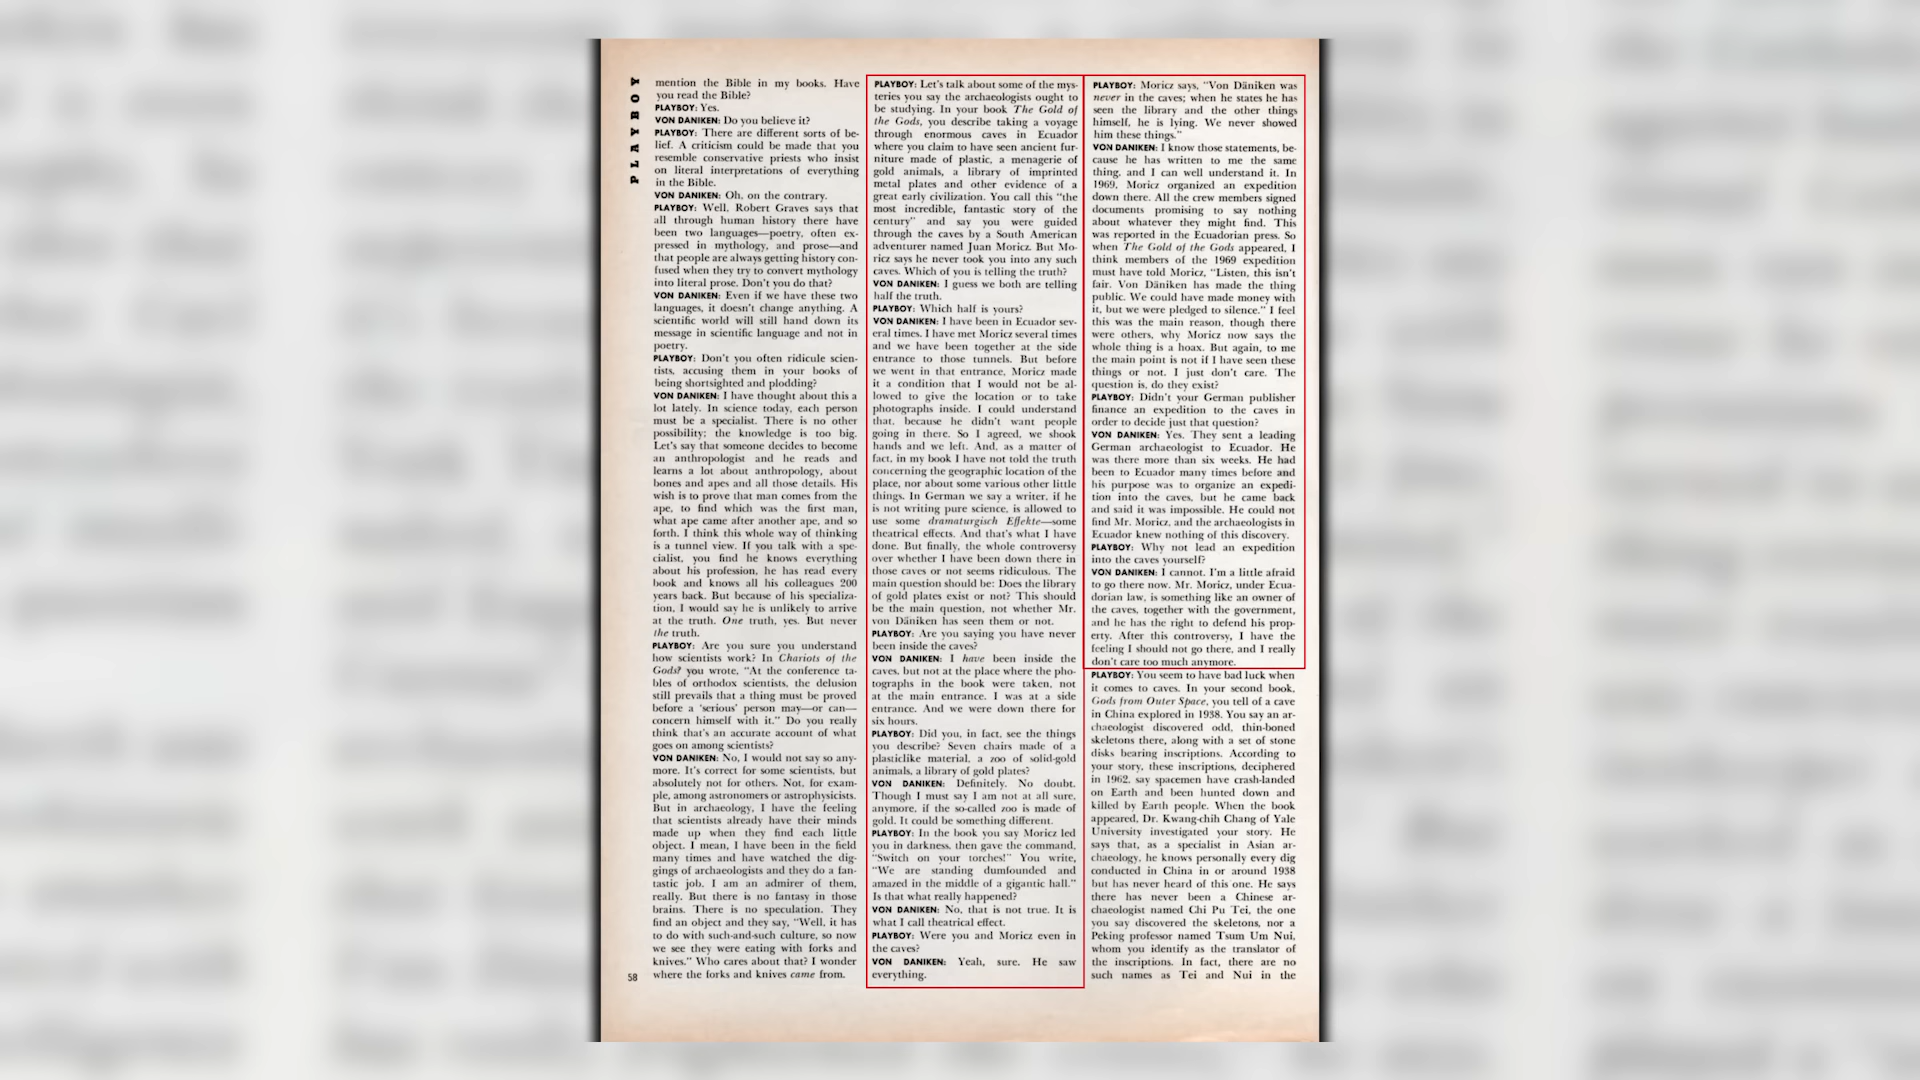 PLAYBOY
mention the Bible in my books. Have
you read the Bible?
PLAYBOY: Yes.
VON DANIKEN: Do you believe it?
PLAYBOY: There are different sorts of be-
lief. A criticism could be made that you
resemble conservative priests who insist
on literal interpretations of everything
in the Bible.
VON DANIKEN: Oh, on the contrary.
PLAYBOY: Well, Robert Graves says that
all through human history there have
been two languages—poetry, often ex-
pressed in mythology, and prose—and
that people are always getting history con-
fused when they try to convert mythology
into literal prose. Don't you do that?
VON DANIKEN: Even if we have these two
languages, it doesn't change anything. A
scientific world will still hand down its
message in scientific language and not in
poetry.
PLAYBOY: Don't you often ridicule scien-
tists, accusing them in your books of
being shortsighted and plodding?
VON DANIKEN: I have thought about this a
lot lately. In science today, each person
must be a specialist. There is no other
possibility; the knowledge is too big.
Let's say that someone decides to become
an anthropologist and he reads and
learns a lot about anthropology, about
bones and apes and all those details. His
wish is to prove that man comes from the
ape, to find which was the first man,
what ape came after another ape, and so
forth. I think this whole way of thinking
is a tunnel view. If you talk with a spe-
cialist, you find he knows everything
about his profession, he has read every
book and knows all his colleagues 200
years back. But because of his specializa-
tion, I would say he is unlikely to arrive
at the truth. One truth, yes. But never
the truth.
PLAYBOY: Are you sure you understand
how scientists work? In Chariots of the
Gods? you wrote, "At the conference ta-
bles of orthodox scientists, the delusion
still prevails that a thing must be proved
before a 'serious' person may—or can—
concern himself with it." Do you really
think that's an accurate account of what
goes on among scientists?
VON DANIKEN: No, I would not say so any-
more. It's correct for some scientists, but
absolutely not for others. Not, for exam-
ple, among astronomers or astrophysicists.
But in archaeology, I have the feeling
that scientists already have their minds
made up when they find each little
object. I mean, I have been in the field
many times and have watched the dig-
gings of archaeologists and they do a fan-
tastic job. I am an admirer of them,
really. But there is no fantasy in those
brains. There is no speculation. They
find an object and they say, "Well, it has
to do with such-and-such culture, so now
we see they were eating with forks and
knives." Who cares about that? I wonder
where the forks and knives came from.
58
PLAYBOY: Let's talk about some of the mys-
teries you say the archaeologists ought to
be studying. In your book The Gold of
the Gods, you describe taking a voyage
through enormous caves in Ecuador
where you claim to have seen ancient fur-
niture made of plastic, a menagerie of
gold animals, a library of imprinted
metal plates and other evidence of a
great early civilization. You call this "the
most incredible, fantastic story of the
century" and say you were guided
through the caves by a South American
adventurer named Juan Moricz. But Mo-
ricz says he never took you into any such
caves. Which of you is telling the truth?
VON DANIKEN: I guess we both are telling
half the truth.
PLAYBOY: Which half is yours?
VON DANIKEN: I have been in Ecuador sev-
eral times. I have met Moricz several times
and we have been together at the side
entrance to those tunnels. But before
we went in that entrance, Moricz made
it a condition that I would not be al-
lowed to give the location or to take
photographs inside. I could understand
that, because he didn't want people
going in there. So I agreed, we shook
hands and we left. And, as a matter of
fact, in my book I have not told the truth
concerning the geographic location of the
place, nor about some various other little
things. In German we say a writer, if he
is not writing pure science, is allowed to
use some dramaturgisch Effekte—some
theatrical effects. And that's what I have
done. But finally, the whole controversy
over whether I have been down there in
those caves or not seems ridiculous. The
main question should be: Does the library
of gold plates exist or not? This should
be the main question, not whether Mr.
von Däniken has seen them or not.
PLAYBOY: Are you saying you have never
been inside the caves?
VON DANIKEN: I have been inside the
caves, but not at the place where the pho-
tographs in the book were taken, not
at the main entrance. I was at a side
entrance. And we were down there for
six hours.
PLAYBOY: Did you, in fact, see the things
you describe? Seven chairs made of a
plasticlike material, a zoo of solid-gold
animals, a library of gold plates?
VON DANIKEN: Definitely. No doubt.
Though I must say I am not at all sure,
anymore, if the so-called zoo is made of
gold. It could be something different.
PLAYBOY: In the book you say Moricz led
you in darkness, then gave the command,
"Switch on your torches!" You write,
"We are standing dumfounded and
amazed in the middle of a gigantic hall."
Is that what really happened?
VON DANIKEN: No, that is not true. It is
what I call theatrical effect.
PLAYBOY: Were you and Moricz even in
the caves?
VON DANIKEN: Yeah, sure. He saw
everything.
PLAYBOY: Moricz says, "Von Däniken was
never in the caves; when he states he has
seen the library and the other things
himself, he is lying. We never showed
him these things."
VON DANIKEN: I know those statements, be-
cause he has written to me the same
thing, and I can well understand it. In
1969, Moricz organized an expedition
down there. All the crew members signed
documents promising to say nothing
about whatever they might find. This
was reported in the Ecuadorian press. So
when The Gold of the Gods appeared, I
think members of the 1969 expedition
must have told Moricz, "Listen, this isn't
fair. Von Däniken has made the thing
public. We could have made money with
it, but we were pledged to silence." I feel
this was the main reason, though there
were others, why Moricz now says the
whole thing is a hoax. But again, to me
the main point is not if I have seen these
things or not. I just don't care. The
question is, do they exist?
PLAYBOY: Didn't your German publisher
finance an expedition to the caves in
order to decide just that question?
VON DANIKEN: Yes. They sent a leading
German archaeologist to Ecuador. He
was there more than six weeks. He had
been to Ecuador many times before and
his purpose was to organize an expedi-
tion into the caves, but he came back
and said it was impossible. He could not
find Mr. Moricz, and the archaeologists in
Ecuador knew nothing of this discovery.
PLAYBOY: Why not lead an expedition
into the caves yourself?
VON DANIKEN: I cannot. I'm a little afraid
to go there now. Mr. Moricz, under Ecua-
dorian law, is something like an owner of
the caves, together with the government,
and he has the right to defend his prop-
erty. After this controversy, I have the
feeling I should not go there, and I really
don't care too much anymore.
PLAYBOY: You seem to have bad luck when
it comes to caves. In your second book,
Gods from Outer Space, you tell of a cave
in China explored in 1938. You say an ar-
chaeologist discovered odd, thin-boned
skeletons there, along with a set of stone
disks bearing inscriptions. According to
your story, these inscriptions, deciphered
in 1962, say spacemen have crash-landed
on Earth and been hunted down and
killed by Earth people. When the book
appeared, Dr. Kwang-chih Chang of Yale
University investigated your story. He
says that, as a specialist in Asian ar-
chaeology, he knows personally every dig
conducted in China in or around 1938
but has never heard of this one. He says
there has never been a Chinese ar-
chaeologist named Chi Pu Tei, the one
you say discovered the skeletons, nor a
Peking professor named Tsum Um Nui,
whom you identify as the translator of
the inscriptions. In fact, there are no
such names as Tei and Nui in the